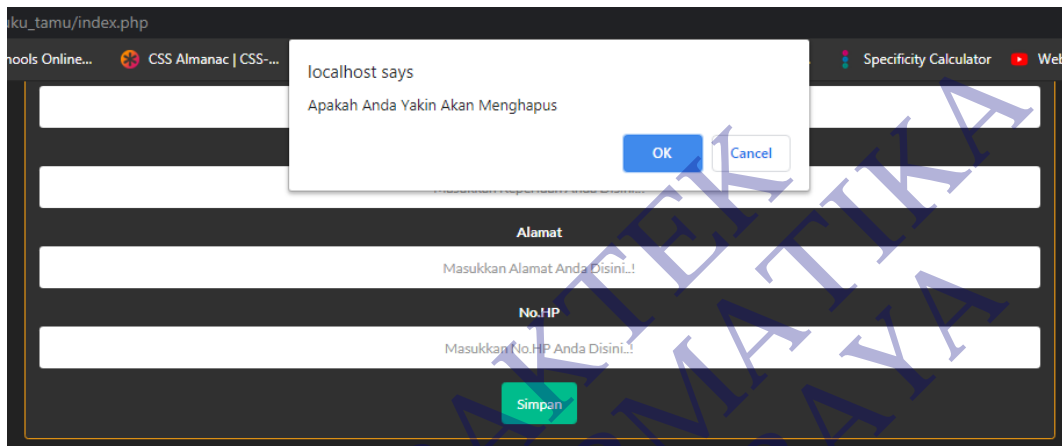 ku_tamu/index.php
hools Online... CSS Almanac | CSS-... Specificity Calculator Web
localhost says
Apakah Anda Yakin Akan Menghapus
OK Cancel
Alamat
Masukkan Alamat Anda Disini..!
No.HP
Masukkan No.HP Anda Disini..!
Simpan